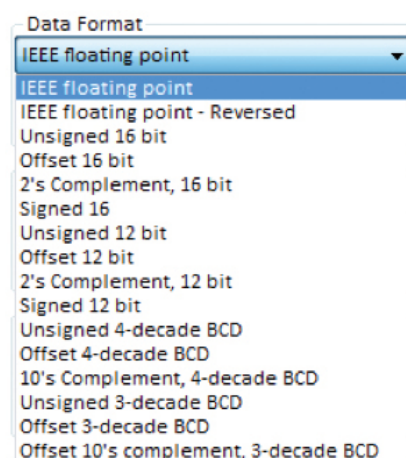 Data Format
IEEE floating point
IEEE floating point
IEEE floating point - Reversed
Unsigned 16 bit
Offset 16 bit
2's Complement, 16 bit
Signed 16
Unsigned 12 bit
Offset 12 bit
2's Complement, 12 bit
Signed 12 bit
Unsigned 4-decade BCD
Offset 4-decade BCD
10's Complement, 4-decade BCD
Unsigned 3-decade BCD
Offset 3-decade BCD
Offset 10's complement, 3-decade BCD